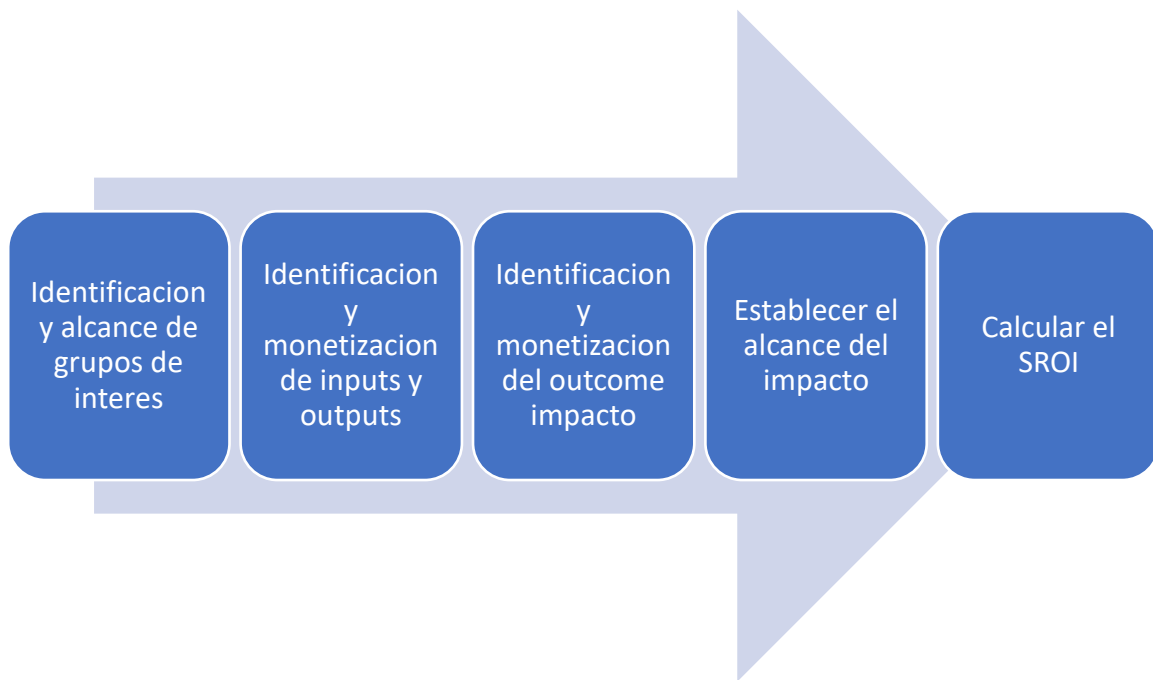 Identificacion
y alcance de
grupos de
interes
Identificacion
y
monetizacion
de inputs y
outputs
Identificacion
y
monetizacion
del outcome
impacto
Establecer el
alcance del
impacto
Calcular el
SROI